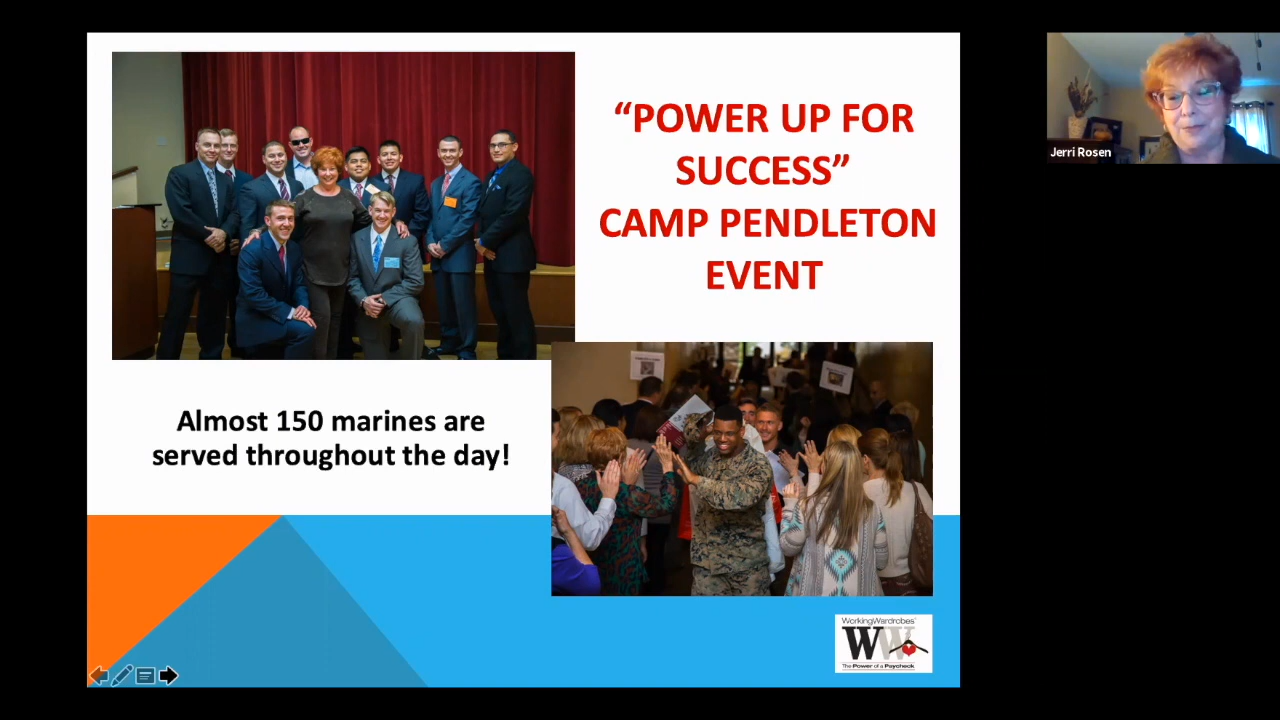 “POWER UP FOR
SUCCESS”
CAMP PENDLETON
EVENT
Jerri Rosen
Almost 150 marines are
served throughout the day!
WorkingWardrobes
WW
The Power of a Paycheck